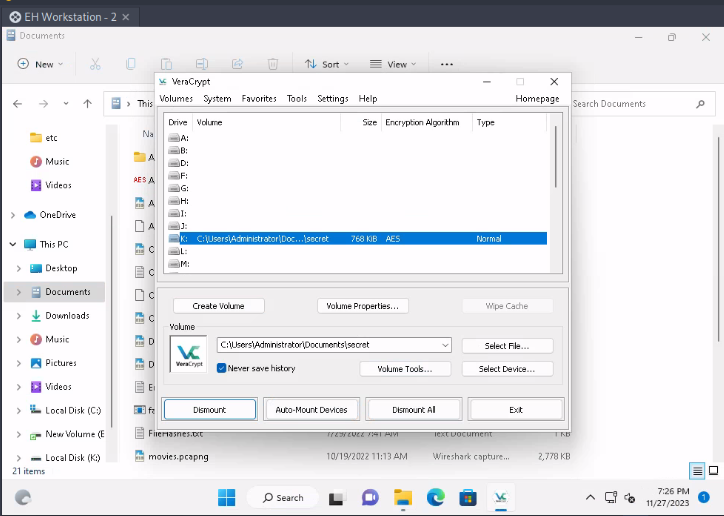 EH Workstation - 2
Documents
New
Sort
View
VeraCrypt
Volumes System Favorites Tools Settings Help Homepage
This
Search Documents
Drive Volume Size Encryption Algorithm Type
A:
B:
D:
F:
G:
H:
I:
J:
K: C:\Users\Administrator\Doc...\secret 768 KiB AES Normal
L:
M:
Create Volume
Volume Properties...
Wipe Cache
Volume
VeraCrypt
C:\Users\Administrator\Documents\secret
Select File...
Never save history
Volume Tools...
Select Device...
Dismount
Auto-Mount Devices
Dismount All
Exit
etc
Music
Videos
OneDrive
This PC
Desktop
Documents
Downloads
Music
Pictures
Videos
Local Disk (C:)
New Volume (E
Local Disk (K:)
Na
AES
FileHashes.txt 7/29/2022 7:41 AM Text Document 1 KB
movies.pcapng 10/19/2022 11:13 AM Wireshark capture... 2,778 KB
21 items
Search
7:26 PM
11/27/2023
1